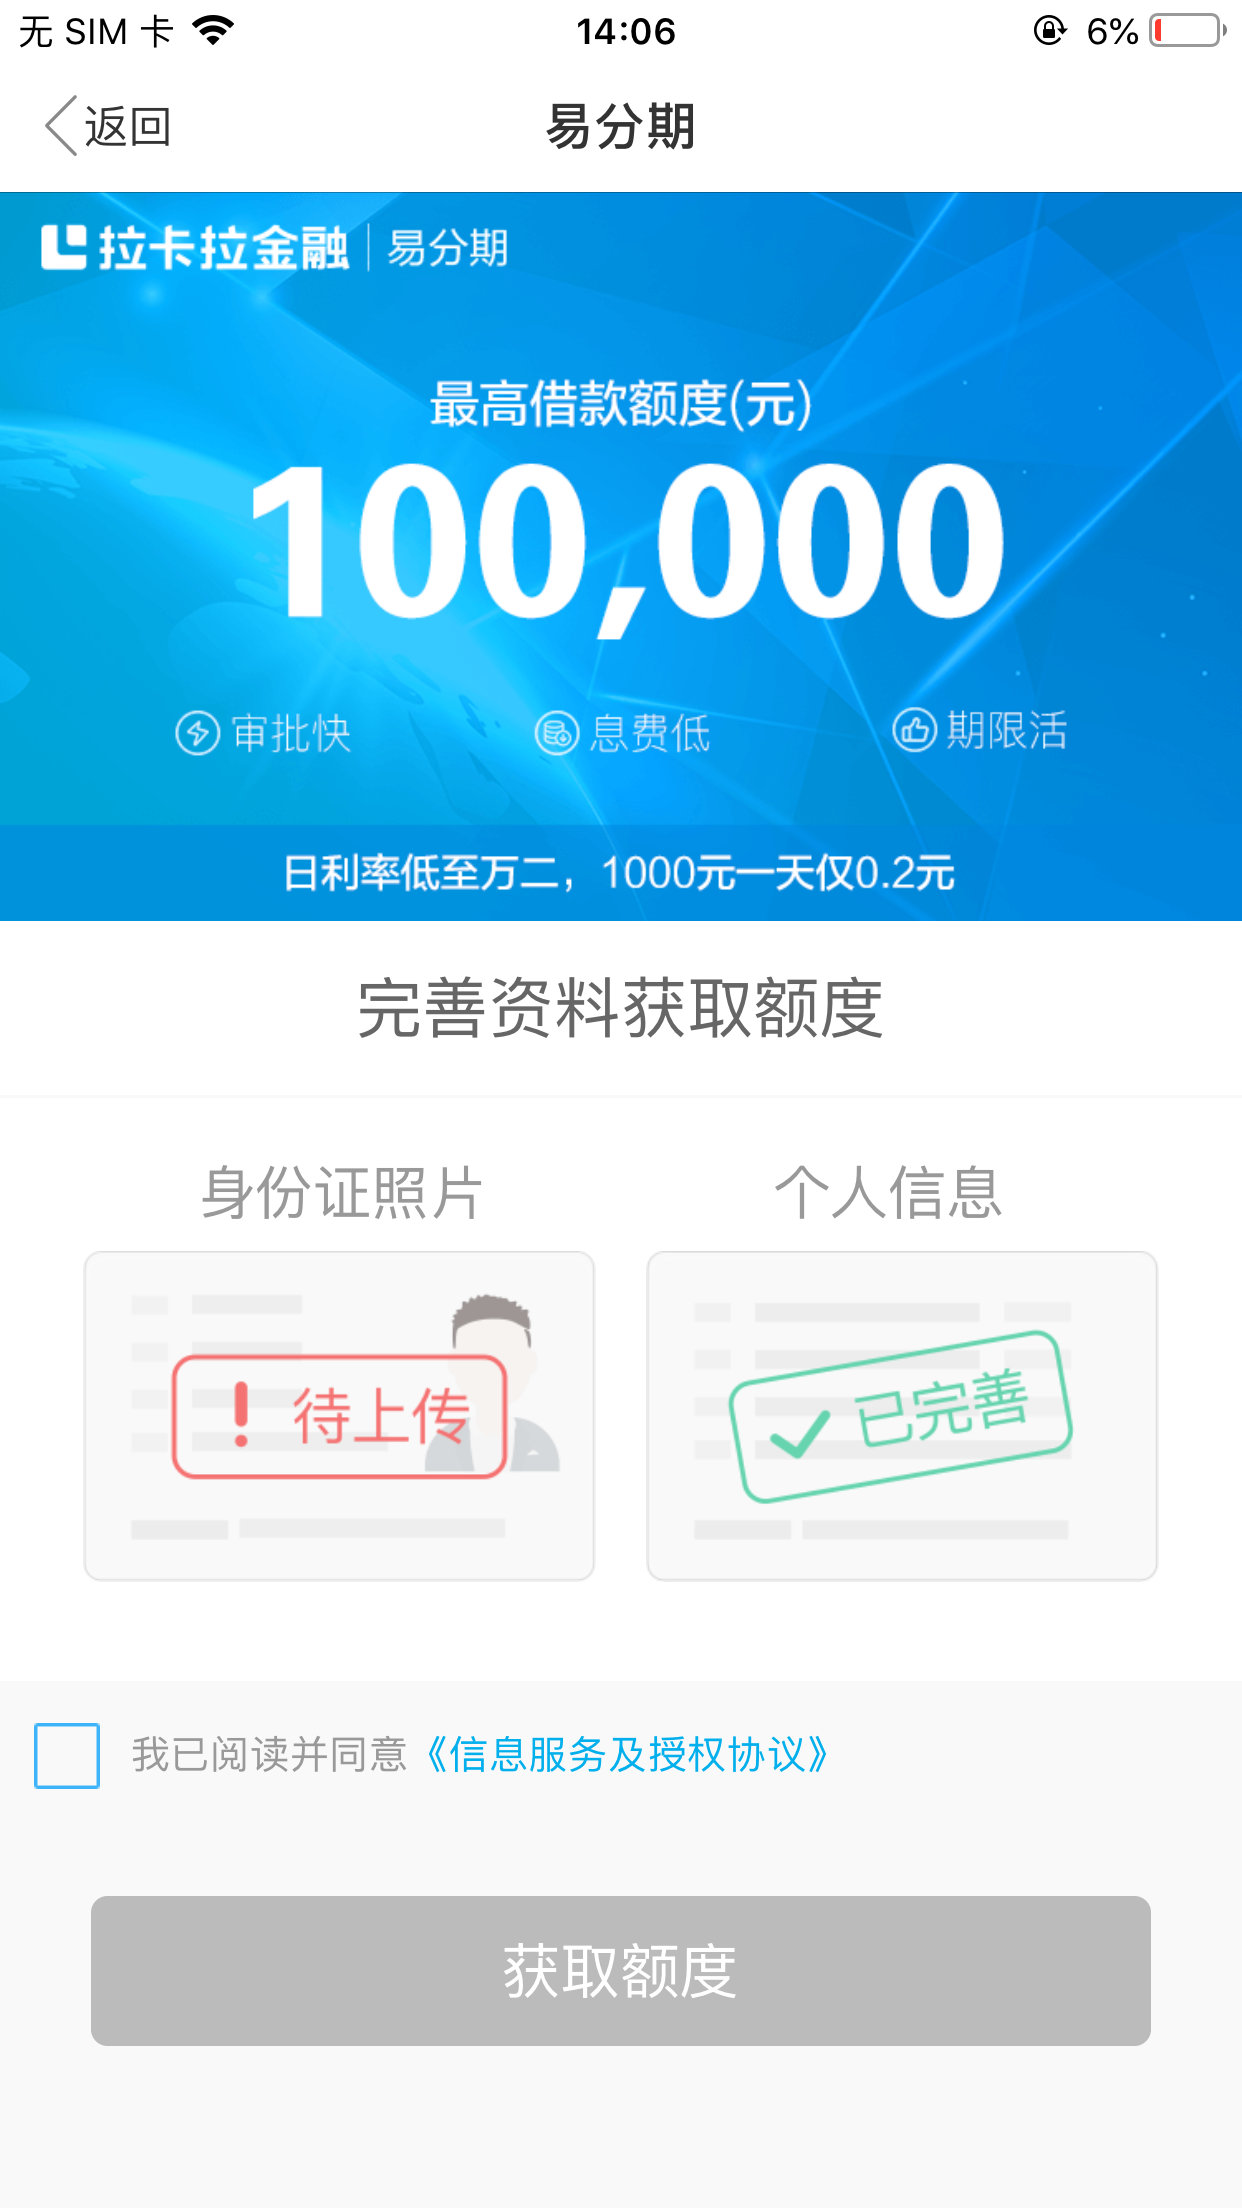 无 SIM 卡
14:06
6%
返回
易分期
拉卡拉金融 | 易分期
最高借款额度(元)
100,000
审批快
息费低
期限活
日利率低至万二，1000元一天仅0.2元
完善资料获取额度
身份证照片
个人信息
! 待上传
已完善
我已阅读并同意《信息服务及授权协议》
获取额度